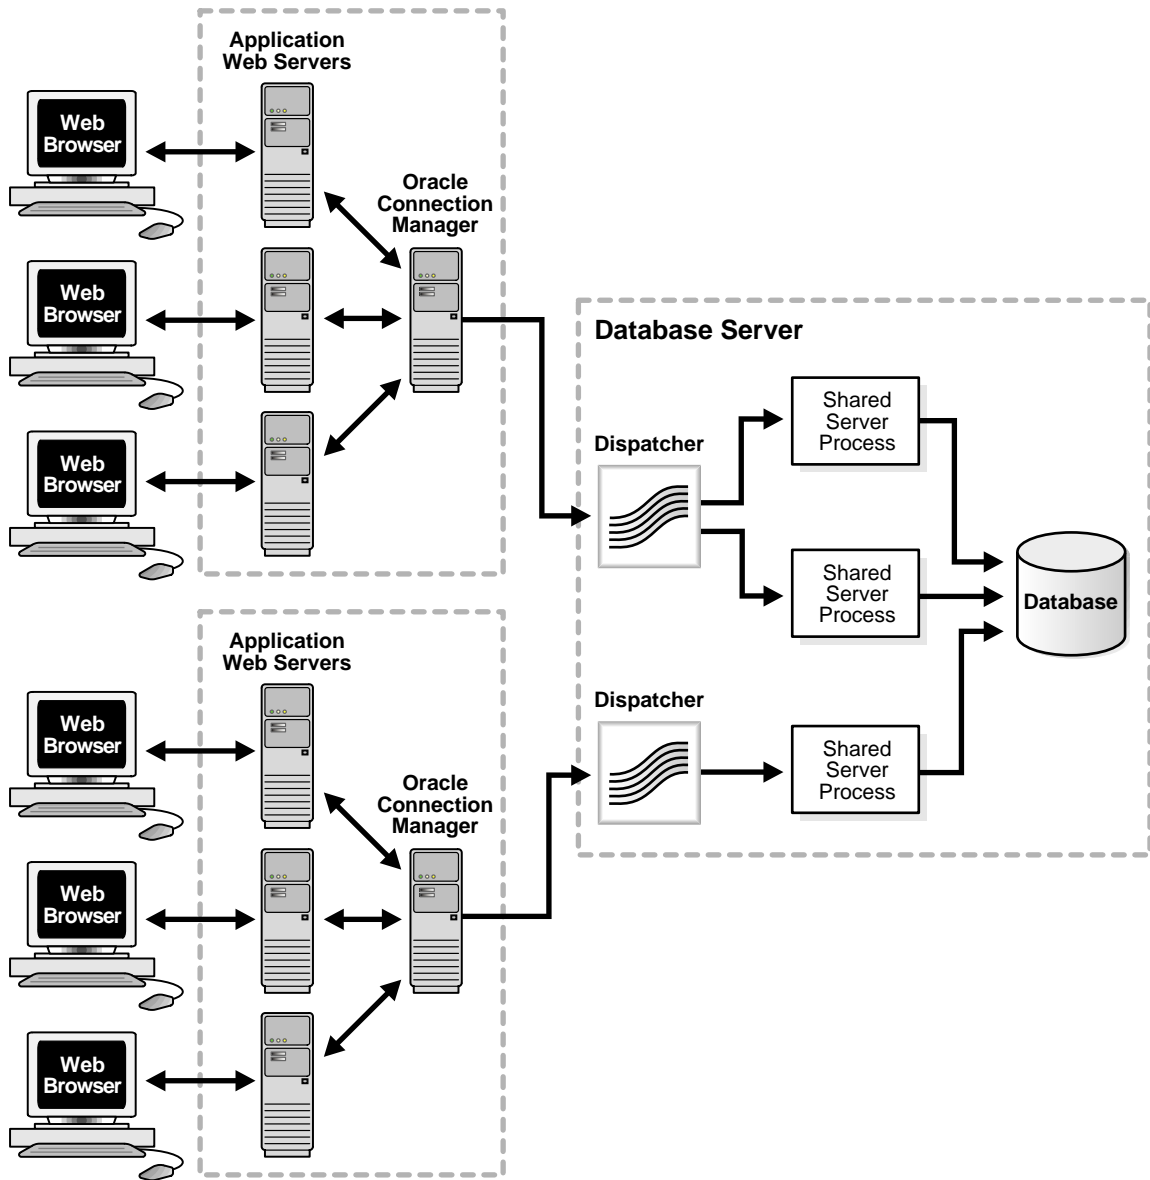 Application
Web Servers
Web
Browser
Oracle
Connection
Manager
Web
Browser
Web
Browser
Database Server
Shared
Server
Process
Dispatcher
Shared
Server
Process
Database
Dispatcher
Shared
Server
Process
Application
Web Servers
Web
Browser
Oracle
Connection
Manager
Web
Browser
Web
Browser